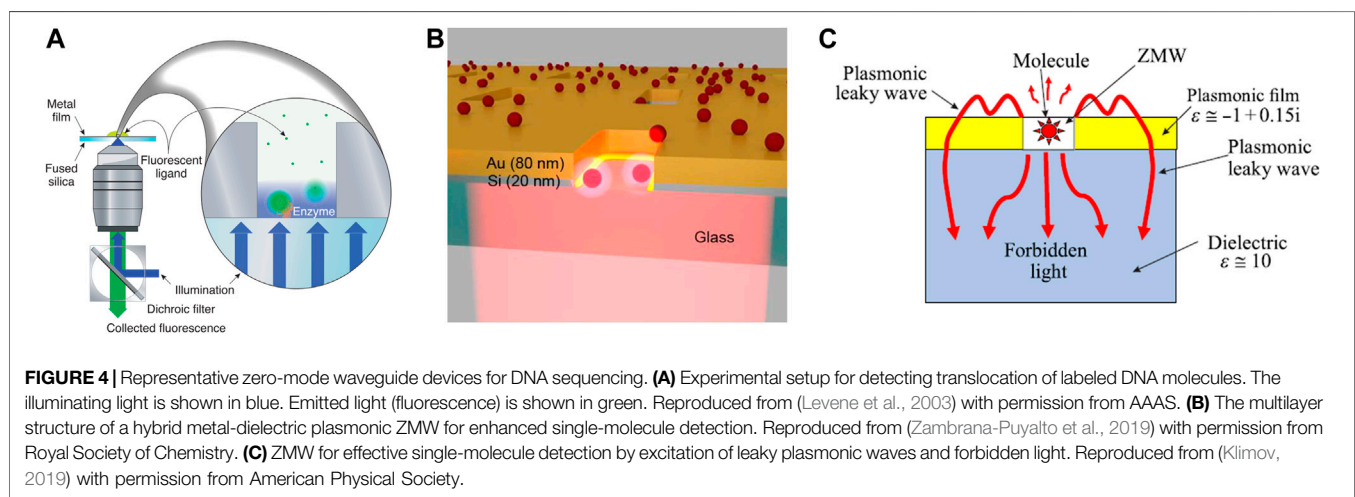 A
Metal
film
Fused
silica
Fluorescent
ligand
Enzyme
Illumination
Dichroic filter
Collected fluorescence
B
Au (80 nm)
Si (20 nm)
Glass
C
Plasmonic
leaky wave
Molecule
ZMW
Plasmonic film
ε ≅ –1 + 0.15i
Plasmonic
leaky wave
Forbidden
light
Dielectric
ε ≅ 10
FIGURE 4 | Representative zero-mode waveguide devices for DNA sequencing. (A) Experimental setup for detecting translocation of labeled DNA molecules. The
illuminating light is shown in blue. Emitted light (fluorescence) is shown in green. Reproduced from (Levene et al., 2003) with permission from AAAS. (B) The multilayer
structure of a hybrid metal-dielectric plasmonic ZMW for enhanced single-molecule detection. Reproduced from (Zambrana-Puyalto et al., 2019) with permission from
Royal Society of Chemistry. (C) ZMW for effective single-molecule detection by excitation of leaky plasmonic waves and forbidden light. Reproduced from (Klimov,
2019) with permission from American Physical Society.